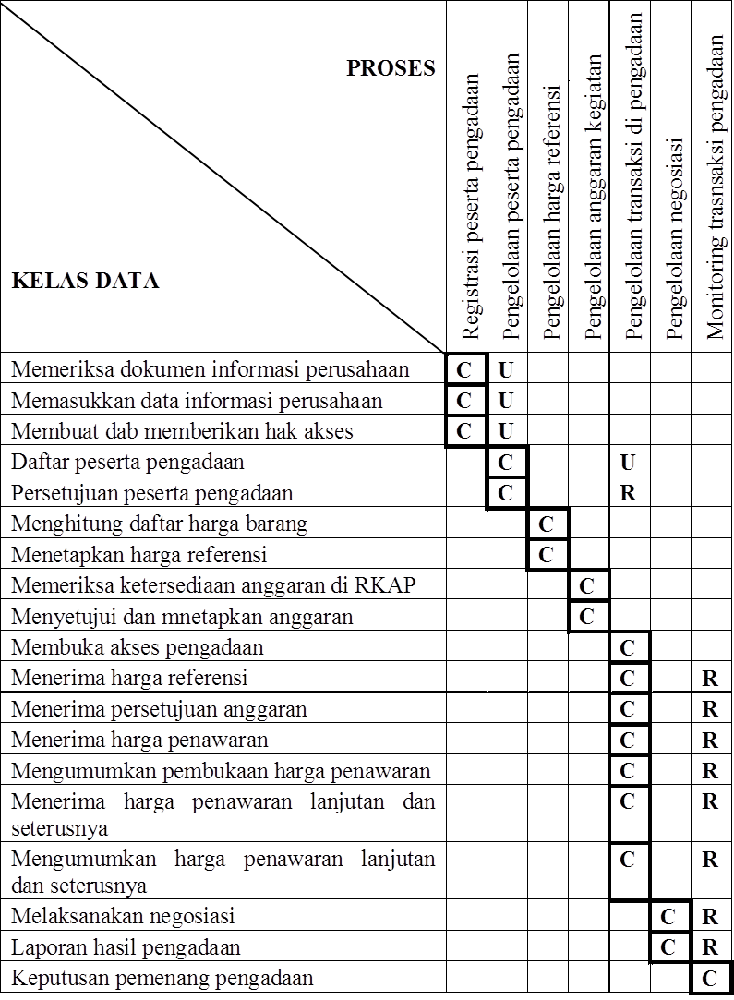 PROSES
KELAS DATA
Registrasi peserta pengadaan
Pengelolaan peserta pengadaan
Pengelolaan harga referensi
Pengelolaan anggaran kegiatan
Pengelolaan transaksi di pengadaan
Pengelolaan negosiasi
Monitoring trasnsaksi pengadaan
Memeriksa dokumen informasi perusahaan C U
Memasukkan data informasi perusahaan C U
Membuat dab memberikan hak akses C U
Daftar peserta pengadaan C U
Persetujuan peserta pengadaan C R
Menghitung daftar harga barang C
Menetapkan harga referensi C
Memeriksa ketersediaan anggaran di RKAP C
Menyetujui dan mnetapkan anggaran C
Membuka akses pengadaan C
Menerima harga referensi C R
Menerima persetujuan anggaran C R
Menerima harga penawaran C R
Mengumumkan pembukaan harga penawaran C R
Menerima harga penawaran lanjutan dan C R
seterusnya
Mengumumkan harga penawaran lanjutan C R
dan seterusnya
Melaksanakan negosiasi C R
Laporan hasil pengadaan C R
Keputusan pemenang pengadaan C